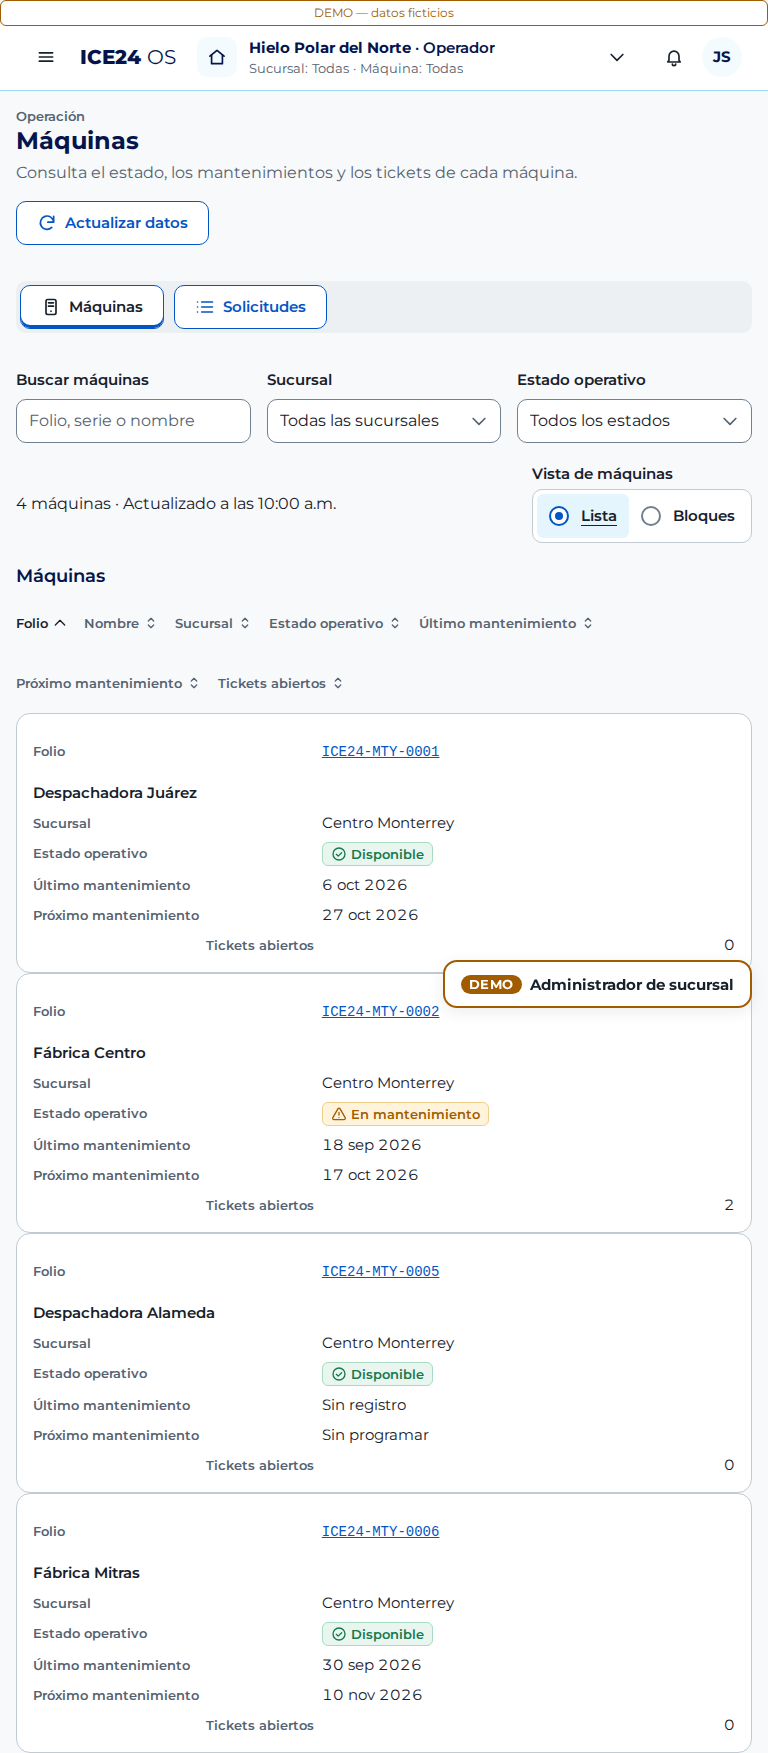 DEMO — datos ficticios
ICE24 OS
Hielo Polar del Norte · Operador
Sucursal: Todas · Máquina: Todas
JS
Operación
Máquinas
Consulta el estado, los mantenimientos y los tickets de cada máquina.
Actualizar datos
Máquinas Solicitudes
Buscar máquinas Sucursal Estado operativo
Folio, serie o nombre Todas las sucursales Todos los estados
Vista de máquinas
4 máquinas · Actualizado a las 10:00 a.m.
Lista Bloques
Máquinas
Folio Nombre Sucursal Estado operativo Último mantenimiento
Próximo mantenimiento Tickets abiertos
Folio ICE24-MTY-0001
Despachadora Juárez
Sucursal Centro Monterrey
Estado operativo Disponible
Último mantenimiento 6 oct 2026
Próximo mantenimiento 27 oct 2026
Tickets abiertos 0
DEMO Administrador de sucursal
Folio ICE24-MTY-0002
Fábrica Centro
Sucursal Centro Monterrey
Estado operativo En mantenimiento
Último mantenimiento 18 sep 2026
Próximo mantenimiento 17 oct 2026
Tickets abiertos 2
Folio ICE24-MTY-0005
Despachadora Alameda
Sucursal Centro Monterrey
Estado operativo Disponible
Último mantenimiento Sin registro
Próximo mantenimiento Sin programar
Tickets abiertos 0
Folio ICE24-MTY-0006
Fábrica Mitras
Sucursal Centro Monterrey
Estado operativo Disponible
Último mantenimiento 30 sep 2026
Próximo mantenimiento 10 nov 2026
Tickets abiertos 0